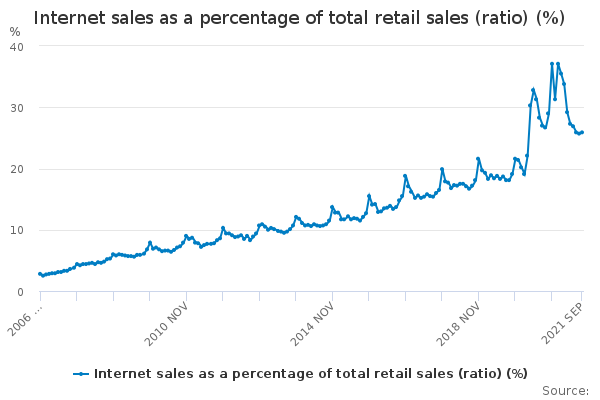 Internet sales as a percentage of total retail sales (ratio) (%)
%
40
30
20
10
0
2006 ...
2010 NOV
2014 NOV
2018 NOV
2021 SEP
Internet sales as a percentage of total retail sales (ratio) (%)
Source: